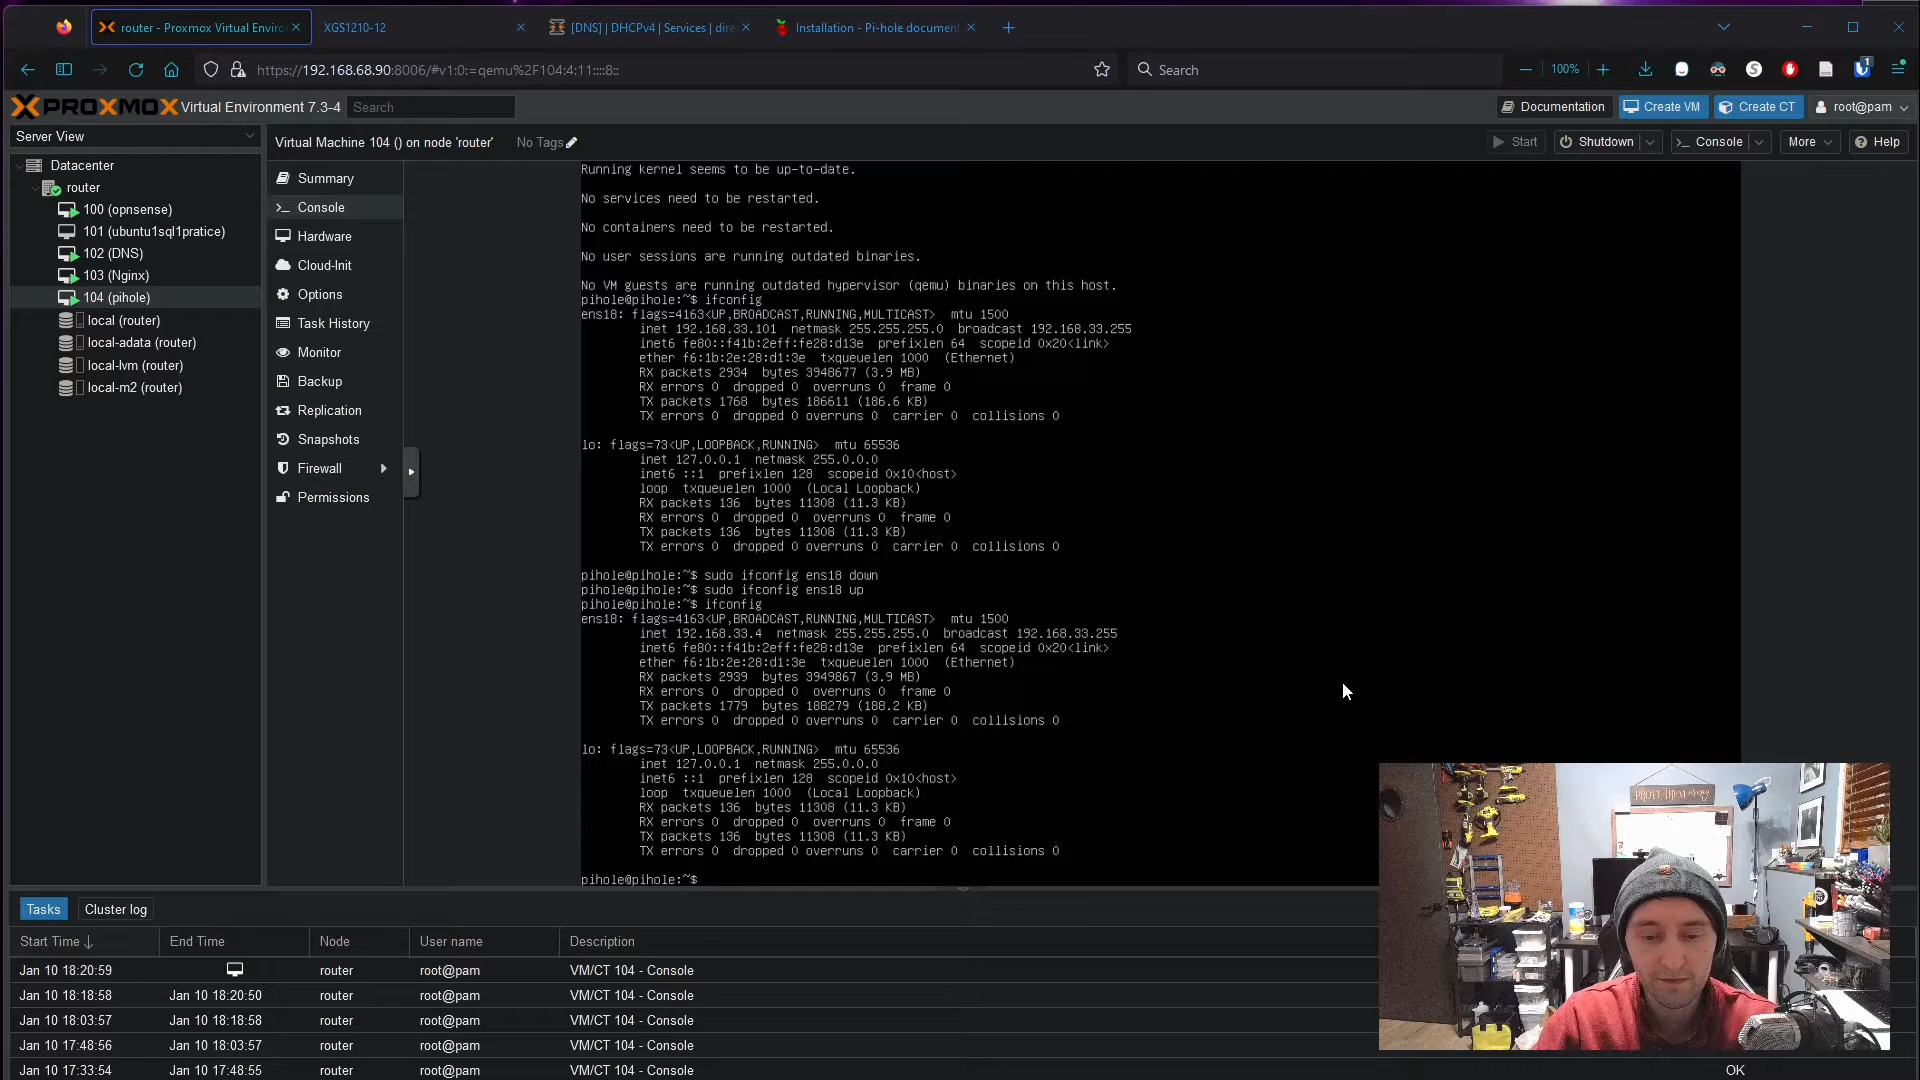 router - Proxmox Virtual Enviro
XGS1210-12
[DNS] | DHCPv4 | Services | dire
Installation - Pi-hole document
https://192.168.68.90:8006/#v1:0:=qemu%2F104:4:11::::8::
Search
100%
1
PROXMOX Virtual Environment 7.3-4
Search
Documentation
Create VM
Create CT
root@pam
Server View
Virtual Machine 104 () on node 'router'
No Tags
Start
Shutdown
Console
More
Help
Datacenter
router
100 (opnsense)
101 (ubuntu1sql1pratice)
102 (DNS)
103 (Nginx)
104 (pihole)
local (router)
local-adata (router)
local-lvm (router)
local-m2 (router)
Summary
Console
Hardware
Cloud-Init
Options
Task History
Monitor
Backup
Replication
Snapshots
Firewall
Permissions
Running kernel seems to be up-to-date.
No services need to be restarted.
No containers need to be restarted.
No user sessions are running outdated binaries.
No VM guests are running outdated hypervisor (qemu) binaries on this host.
pihole@pihole:~$ ifconfig
ens18: flags=4163<UP,BROADCAST,RUNNING,MULTICAST>  mtu 1500
inet 192.168.33.101  netmask 255.255.255.0  broadcast 192.168.33.255
inet6 fe80::f41b:2eff:fe28:d13e  prefixlen 64  scopeid 0x20<link>
ether f6:1b:2e:28:d1:3e  txqueuelen 1000  (Ethernet)
RX packets 2934  bytes 3948677 (3.9 MB)
RX errors 0  dropped 0  overruns 0  frame 0
TX packets 1768  bytes 186611 (186.6 KB)
TX errors 0  dropped 0 overruns 0  carrier 0  collisions 0
lo: flags=73<UP,LOOPBACK,RUNNING>  mtu 65536
inet 127.0.0.1  netmask 255.0.0.0
inet6 ::1  prefixlen 128  scopeid 0x10<host>
loop  txqueuelen 1000  (Local Loopback)
RX packets 136  bytes 11308 (11.3 KB)
RX errors 0  dropped 0  overruns 0  frame 0
TX packets 136  bytes 11308 (11.3 KB)
TX errors 0  dropped 0 overruns 0  carrier 0  collisions 0
pihole@pihole:~$ sudo ifconfig ens18 down
pihole@pihole:~$ sudo ifconfig ens18 up
pihole@pihole:~$ ifconfig
ens18: flags=4163<UP,BROADCAST,RUNNING,MULTICAST>  mtu 1500
inet 192.168.33.4  netmask 255.255.255.0  broadcast 192.168.33.255
inet6 fe80::f41b:2eff:fe28:d13e  prefixlen 64  scopeid 0x20<link>
ether f6:1b:2e:28:d1:3e  txqueuelen 1000  (Ethernet)
RX packets 2939  bytes 3949867 (3.9 MB)
RX errors 0  dropped 0  overruns 0  frame 0
TX packets 1779  bytes 188279 (188.2 KB)
TX errors 0  dropped 0 overruns 0  carrier 0  collisions 0
lo: flags=73<UP,LOOPBACK,RUNNING>  mtu 65536
inet 127.0.0.1  netmask 255.0.0.0
inet6 ::1  prefixlen 128  scopeid 0x10<host>
loop  txqueuelen 1000  (Local Loopback)
RX packets 136  bytes 11308 (11.3 KB)
RX errors 0  dropped 0  overruns 0  frame 0
TX packets 136  bytes 11308 (11.3 KB)
TX errors 0  dropped 0 overruns 0  carrier 0  collisions 0
pihole@pihole:~$
Tasks
Cluster log
Start Time
End Time
Node
User name
Description
Jan 10 18:20:59 router root@pam VM/CT 104 - Console
Jan 10 18:18:58 Jan 10 18:20:50 router root@pam VM/CT 104 - Console
Jan 10 18:03:57 Jan 10 18:18:58 router root@pam VM/CT 104 - Console
Jan 10 17:48:56 Jan 10 18:03:57 router root@pam VM/CT 104 - Console
Jan 10 17:33:54 Jan 10 17:48:55 router root@pam VM/CT 104 - Console OK